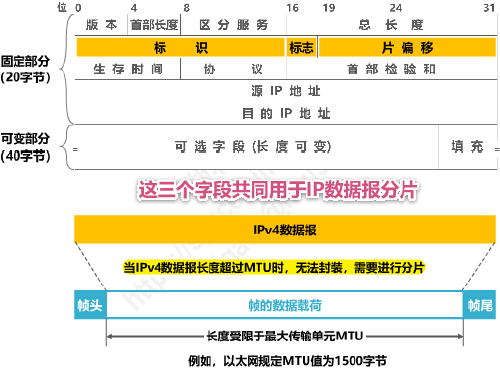 位 0 4 8 16 19 24 31
版 本 首部长度 区 分 服 务 总 长 度
标 识 标志 片 偏 移
生 存 时 间 协 议 首 部 检 验 和
源 IP 地 址
目 的 IP 地 址
固定部分
(20字节)
可变部分
(40字节)
可 选 字 段 (长 度 可 变) 填 充
这三个字段共同用于IP数据报分片
IPv4数据报
当IPv4数据报长度超过MTU时，无法封装，需要进行分片
帧头 帧的数据载荷 帧尾
长度受限于最大传输单元MTU
例如，以太网规定MTU值为1500字节